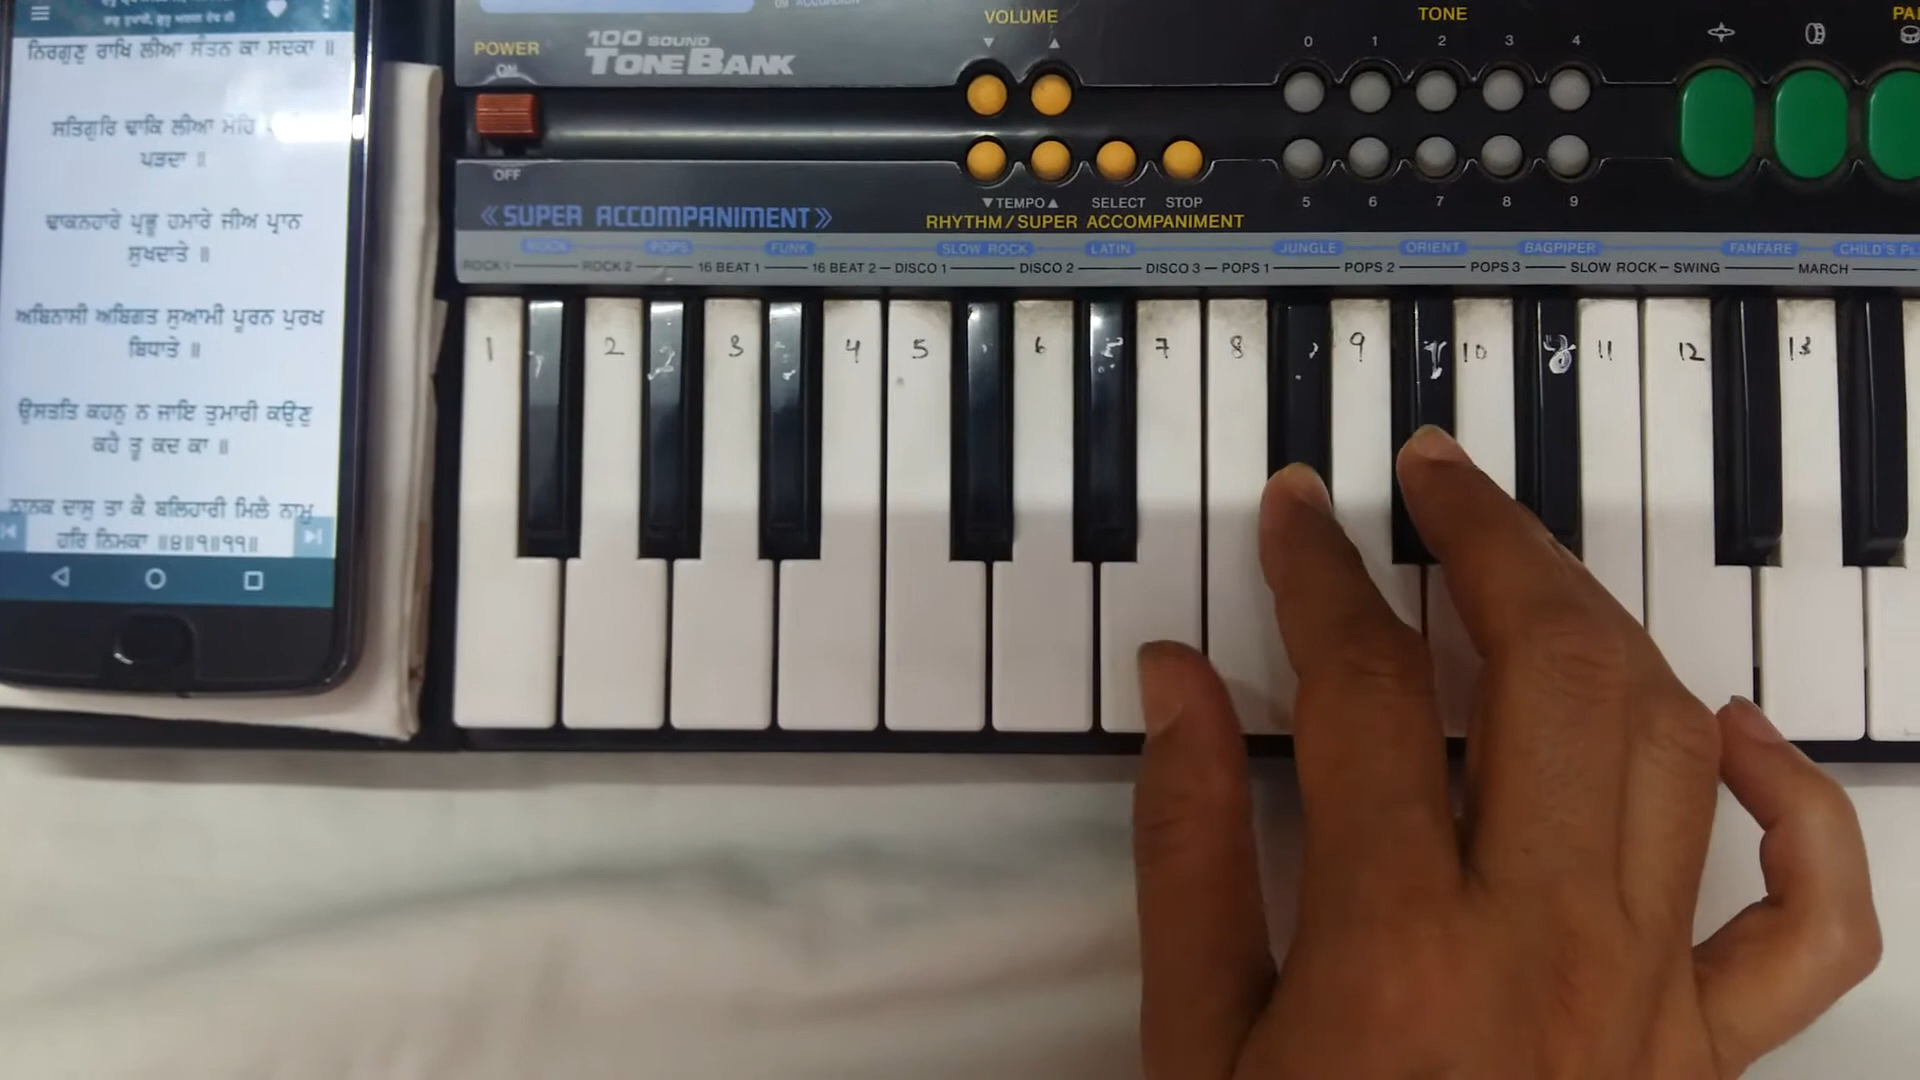 ਨਿਰਗੁਣੁ ਰਾਖਿ ਲੀਆ ਸੰਤਨ ਕਾ ਸਦਕਾ ॥
ਸਤਿਗੁਰਿ ਢਾਕਿ ਲੀਆ ਮੋਹਿ
ਪੜਦਾ ॥
ਢਾਕਨਹਾਰੇ ਪ੍ਰਭੂ ਹਮਾਰੇ ਜੀਅ ਪ੍ਰਾਨ
ਸੁਖਦਾਤੇ ॥
ਅਬਿਨਾਸੀ ਅਬਿਗਤ ਸੁਆਮੀ ਪੂਰਨ ਪੁਰਖ
ਬਿਧਾਤੇ ॥
ਉਸਤਤਿ ਕਹਨੁ ਨ ਜਾਇ ਤੁਮਾਰੀ ਕਉਣੁ
ਕਹੈ ਤੂ ਕਦ ਕਾ ॥
ਨਾਨਕ ਦਾਸੁ ਤਾ ਕੈ ਬਲਿਹਾਰੀ ਮਿਲੈ ਨਾਮੁ
ਹਰਿ ਨਿਮਕਾ ॥੪॥੧॥੧੧॥
09 ACCORDION
VOLUME
TONE
POWER
ON
100 SOUND
TONEBANK
0 1 2 3 4
OFF
5 6 7 8 9
▼TEMPO▲ SELECT STOP
《SUPER ACCOMPANIMENT》
RHYTHM/SUPER ACCOMPANIMENT
ROCK POPS FUNK SLOW ROCK LATIN JUNGLE ORIENT BAGPIPER FANFARE CHILD'S
ROCK 1 ROCK 2 16 BEAT 1 16 BEAT 2 DISCO 1 DISCO 2 DISCO 3 POPS 1 POPS 2 POPS 3 SLOW ROCK SWING MARCH
1 2 3 4 5 6 7 8 9 10 11 12 13